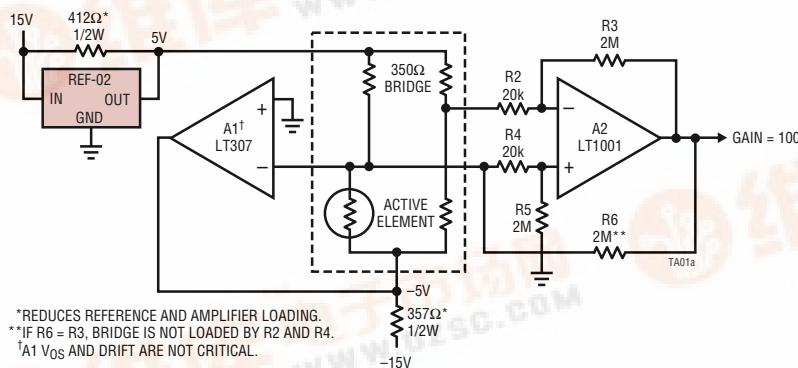 15V
412Ω*
1/2W
5V
REF-02
IN OUT
GND
A1†
LT307
+
–
350Ω
BRIDGE
ACTIVE
ELEMENT
R2
20k
R3
2M
R4
20k
–
+
A2
LT1001
GAIN = 100
R5
2M
R6
2M**
TA01a
–5V
357Ω*
1/2W
–15V
*REDUCES REFERENCE AND AMPLIFIER LOADING.
**IF R6 = R3, BRIDGE IS NOT LOADED BY R2 AND R4.
†A1 VOS AND DRIFT ARE NOT CRITICAL.